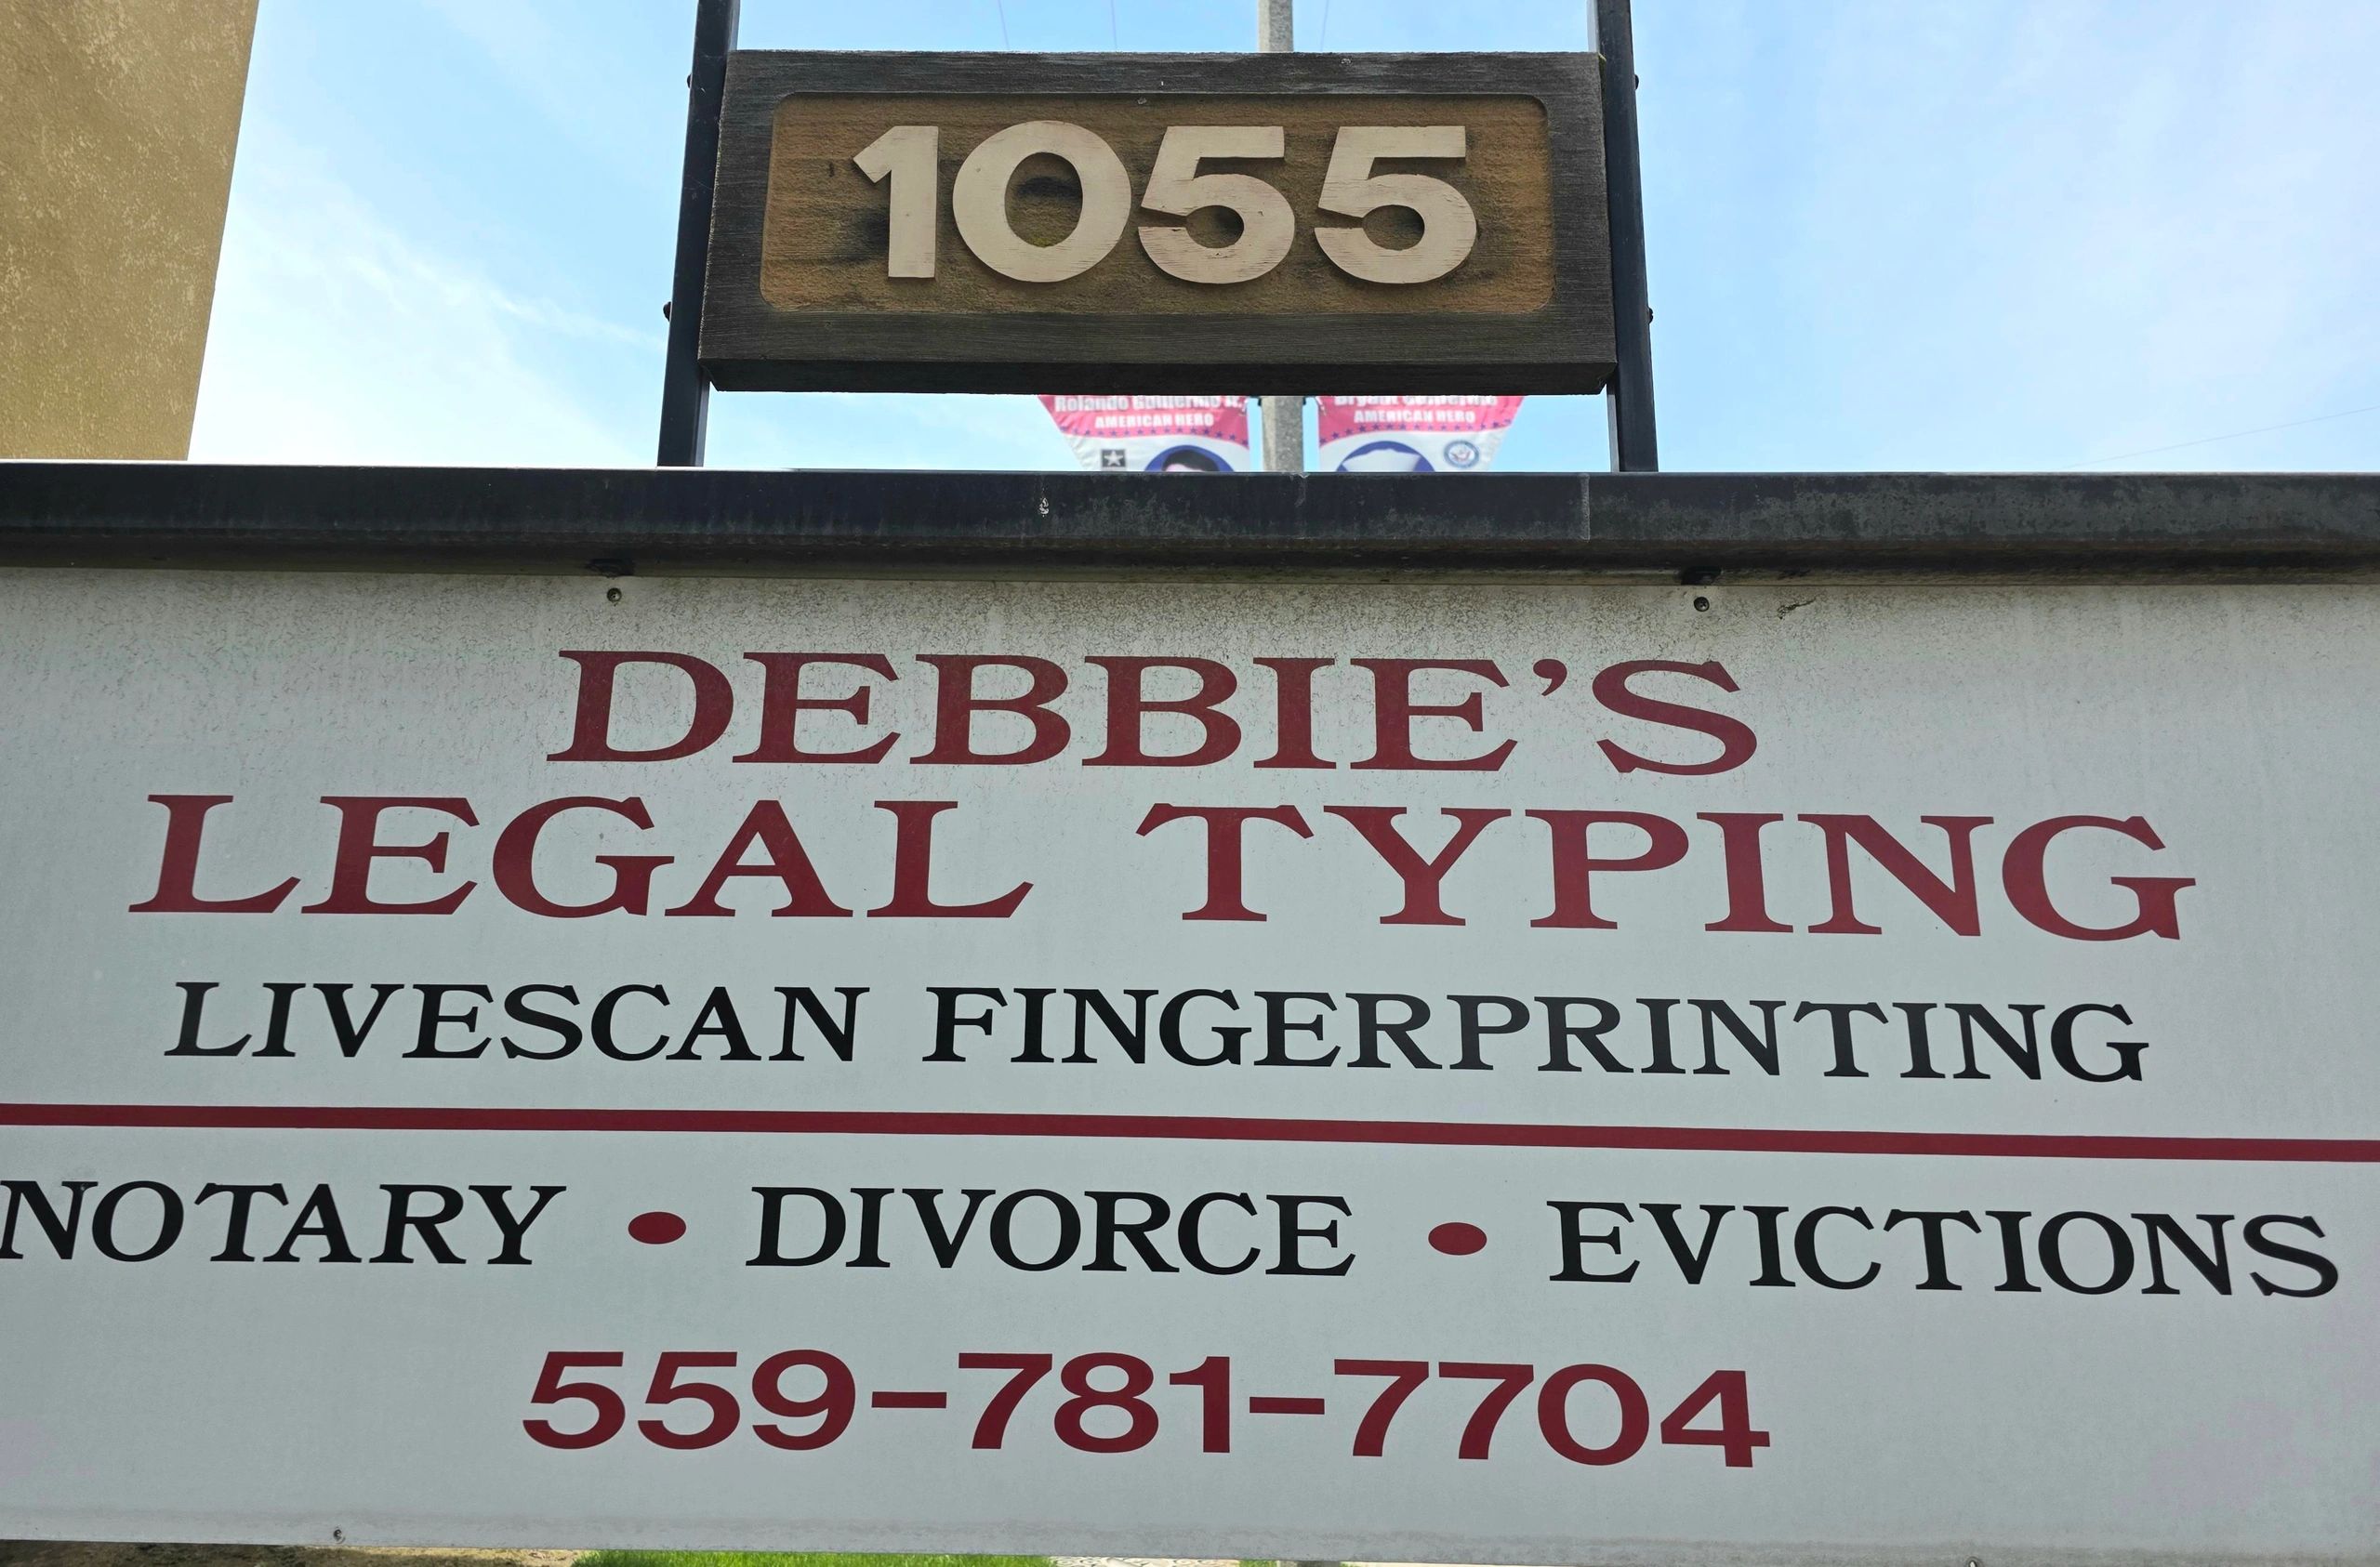 1055
AMERICAN HERO
AMERICAN HERO
DEBBIE'S
LEGAL TYPING
LIVESCAN FINGERPRINTING
NOTARY • DIVORCE • EVICTIONS
559-781-7704